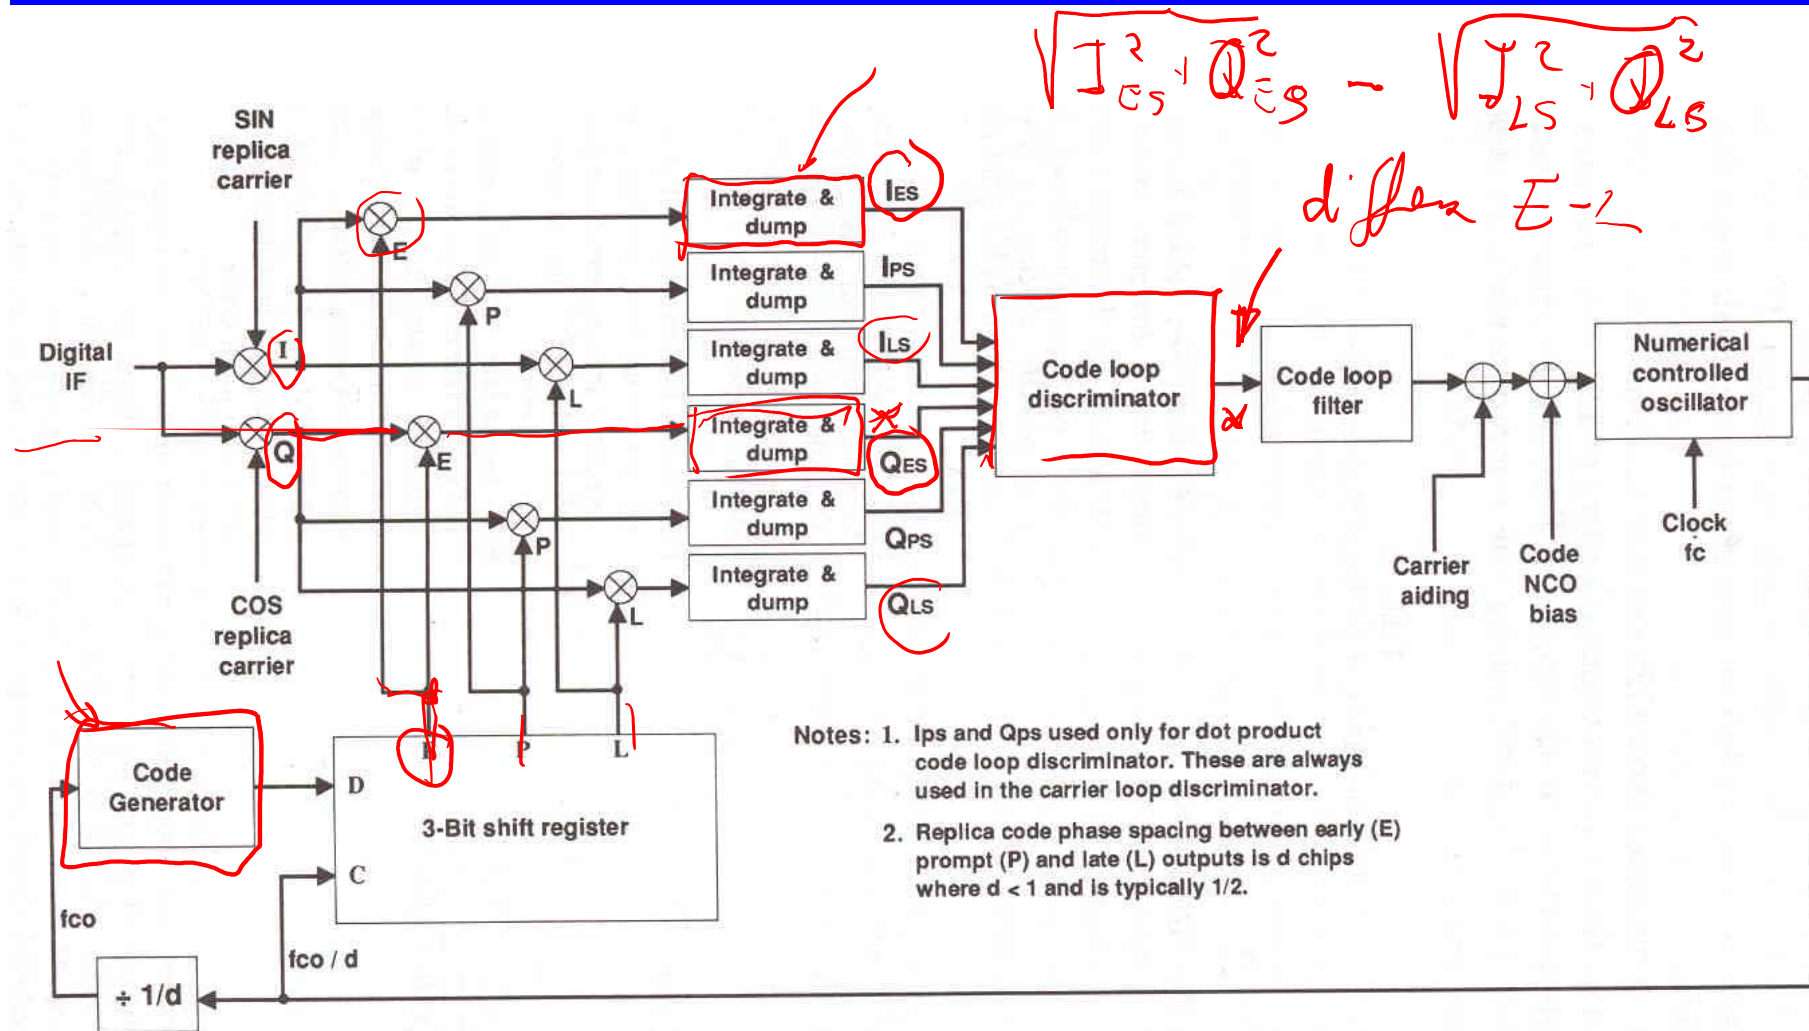 √I²ES + Q²ES − √I²LS + Q²LS
E-L
SIN
replica
carrier
Digital
IF
I
Q
COS
replica
carrier
E
P
L
E
P
L
Integrate &
dump
IES
Integrate &
dump
IPS
Integrate &
dump
ILS
Integrate &
dump
QES
Integrate &
dump
QPS
Integrate &
dump
QLS
Code loop
discriminator
Code loop
filter
Numerical
controlled
oscillator
Carrier
aiding
Code
NCO
bias
Clock
fc
Code
Generator
D
C
E P L
3-Bit shift register
fco
fco / d
÷ 1/d
Notes: 1. Ips and Qps used only for dot product
code loop discriminator. These are always
used in the carrier loop discriminator.
2. Replica code phase spacing between early (E)
prompt (P) and late (L) outputs is d chips
where d < 1 and is typically 1/2.